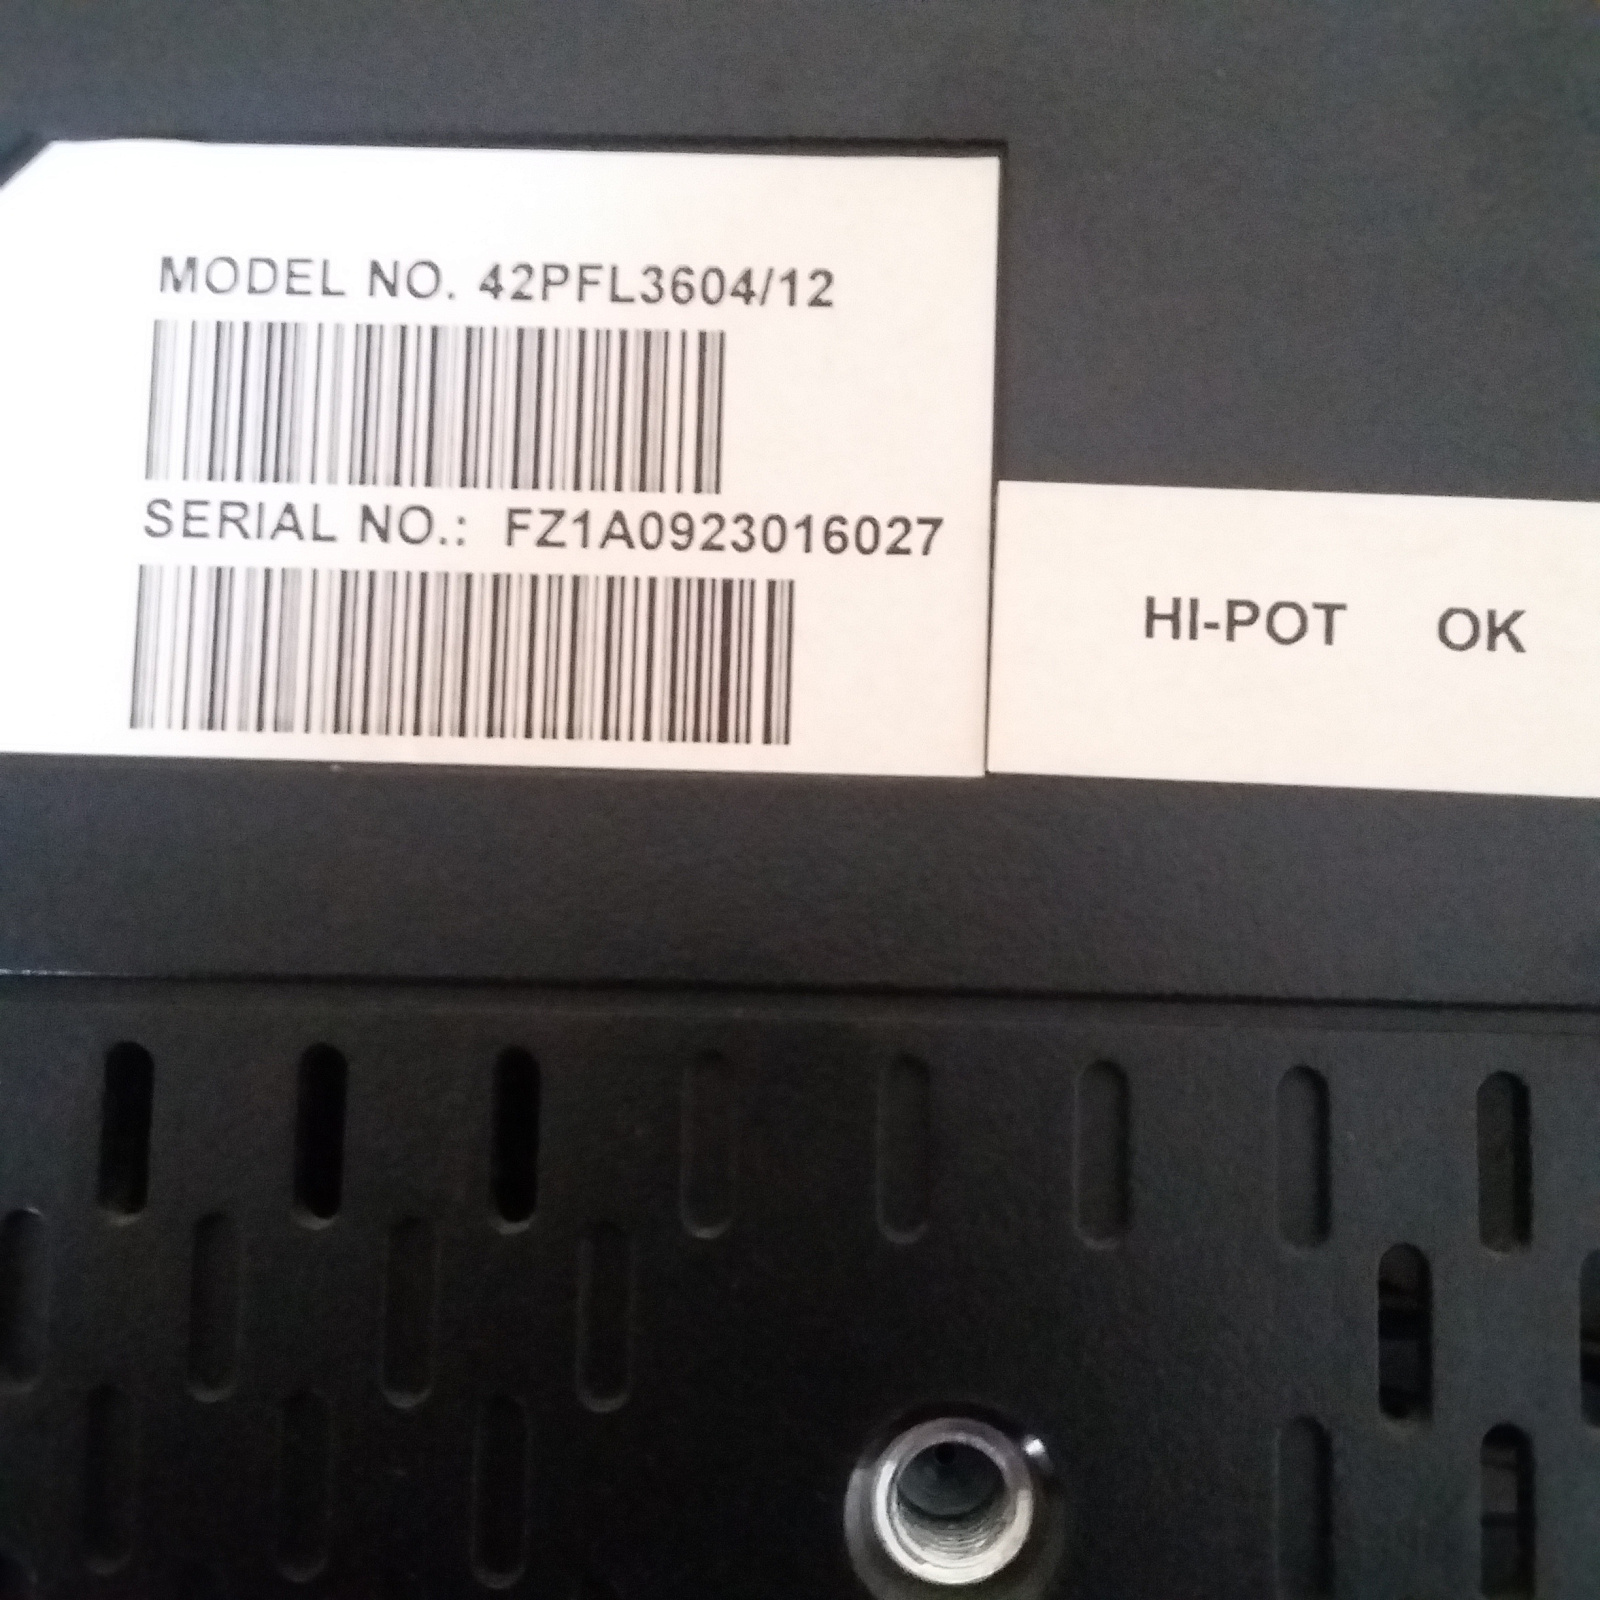 MODEL NO. 42PFL3604/12
SERIAL NO.: FZ1A0923016027
HI-POT OK